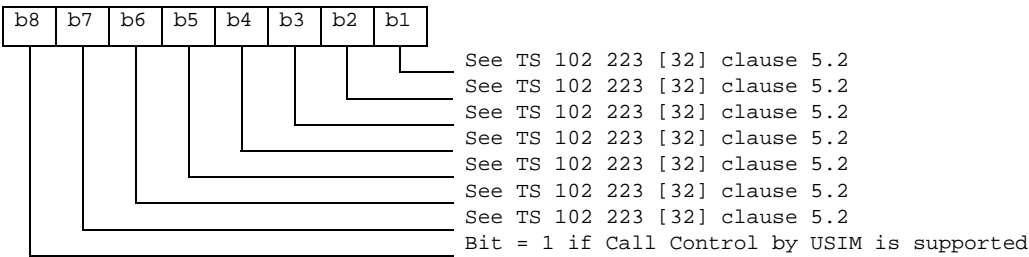 b8 b7 b6 b5 b4 b3 b2 b1
See TS 102 223 [32] clause 5.2
See TS 102 223 [32] clause 5.2
See TS 102 223 [32] clause 5.2
See TS 102 223 [32] clause 5.2
See TS 102 223 [32] clause 5.2
See TS 102 223 [32] clause 5.2
See TS 102 223 [32] clause 5.2
Bit = 1 if Call Control by USIM is supported